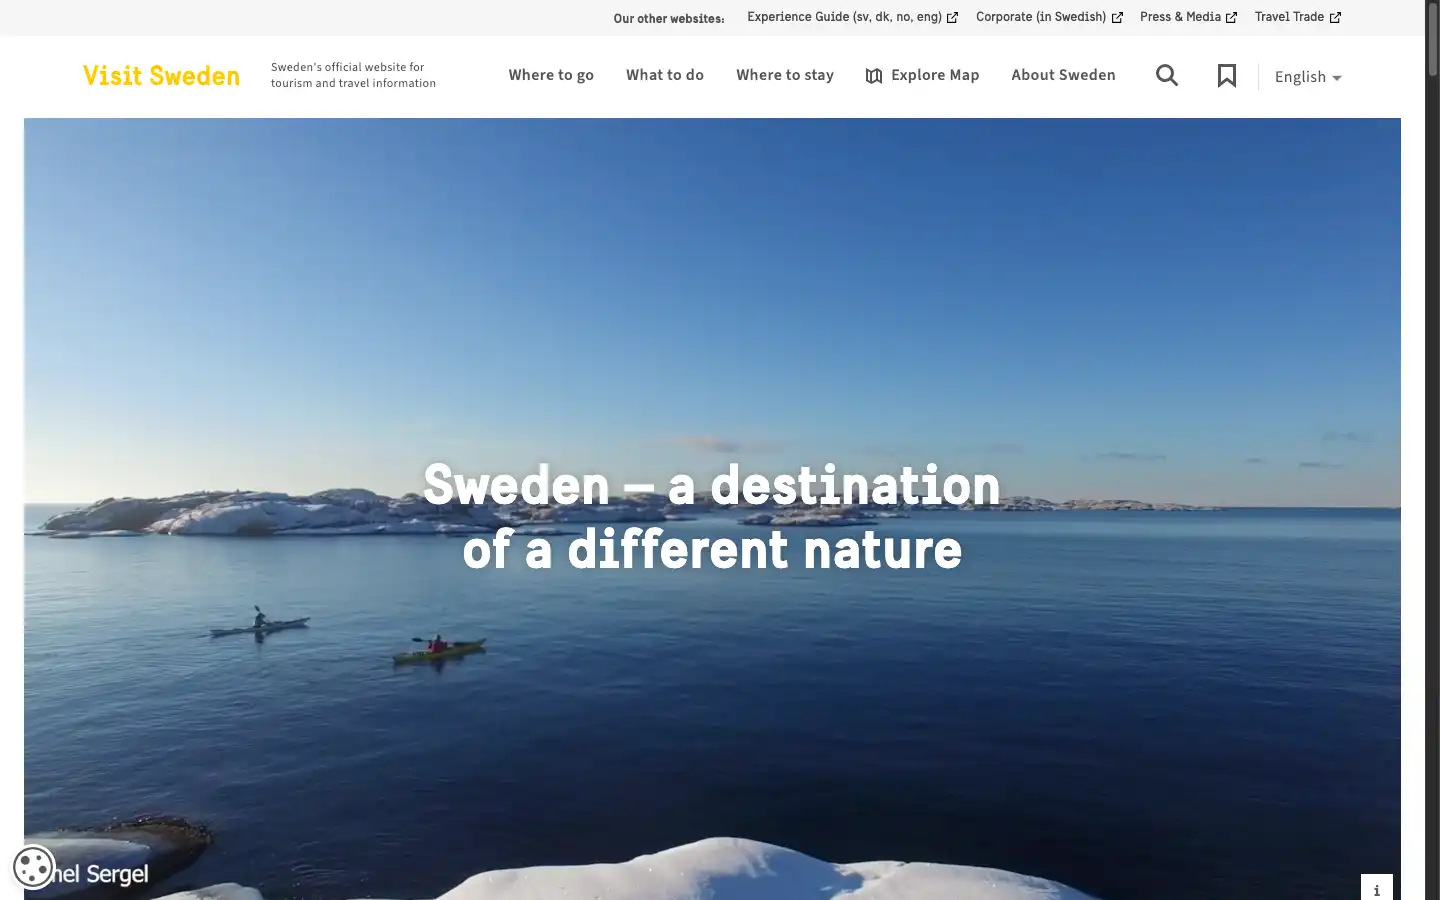 Our other websites: Experience Guide (sv, dk, no, eng) Corporate (in Swedish) Press & Media Travel Trade
Visit Sweden
Sweden's official website for
tourism and travel information
Where to go What to do Where to stay Explore Map About Sweden English
Sweden – a destination
of a different nature
hel Sergel
i